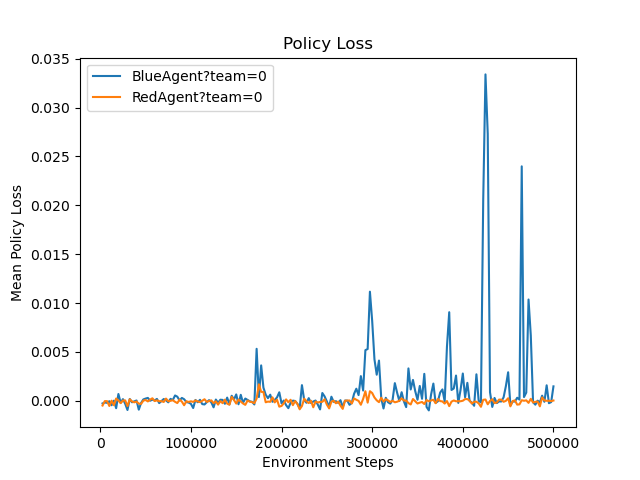 Policy Loss
0.035
0.030
0.025
0.020
0.015
0.010
0.005
0.000
Mean Policy Loss
BlueAgent?team=0
RedAgent?team=0
0 100000 200000 300000 400000 500000
Environment Steps